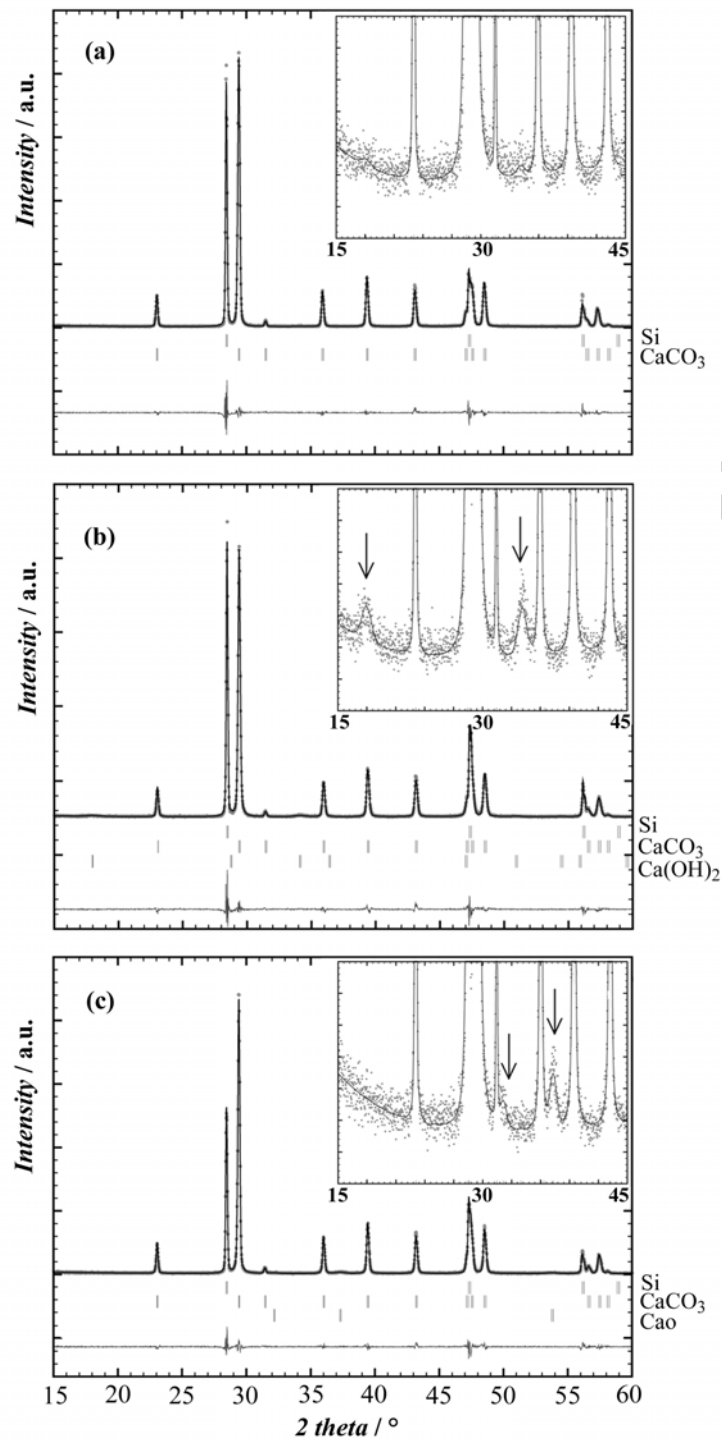 (a)
Intensity / a.u.
15 30 45
Si
CaCO3
(b)
Intensity / a.u.
15 30 45
Si
CaCO3
Ca(OH)2
(c)
Intensity / a.u.
15 30 45
Si
CaCO3
Cao
15 20 25 30 35 40 45 50 55 60
2 theta / °